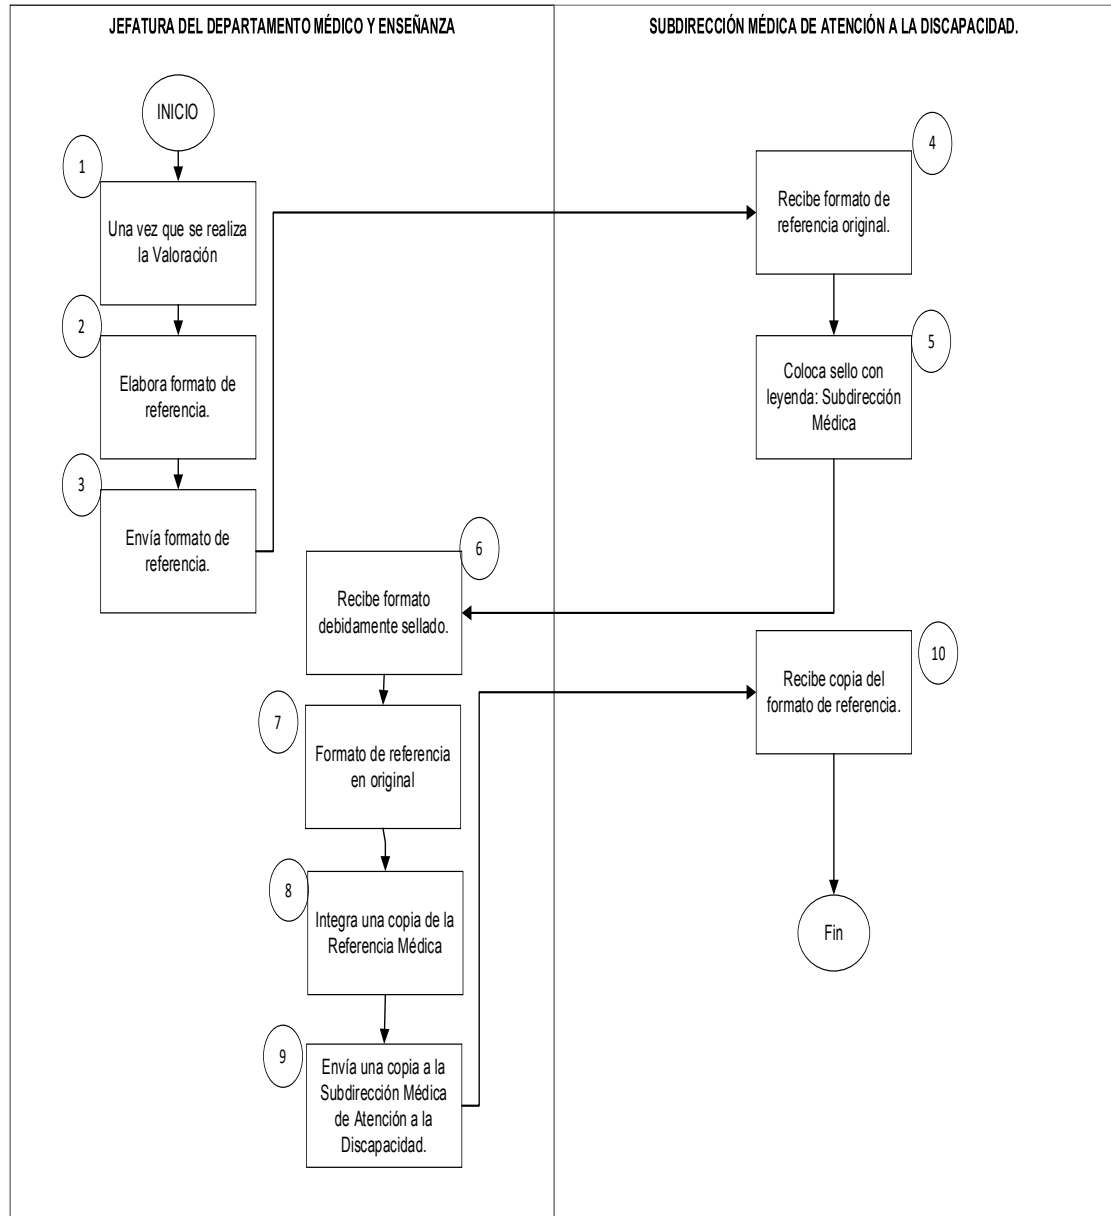 JEFATURA DEL DEPARTAMENTO MÉDICO Y ENSEÑANZA
SUBDIRECCIÓN MÉDICA DE ATENCIÓN A LA DISCAPACIDAD.
INICIO
1
Una vez que se realiza
la Valoración
2
Elabora formato de
referencia.
3
Envía formato de
referencia.
4
Recibe formato de
referencia original.
5
Coloca sello con
leyenda: Subdirección
Médica
6
Recibe formato
debidamente sellado.
7
Formato de referencia
en original
8
Integra una copia de la
Referencia Médica
9
Envía una copia a la
Subdirección Médica
de Atención a la
Discapacidad.
10
Recibe copia del
formato de referencia.
Fin